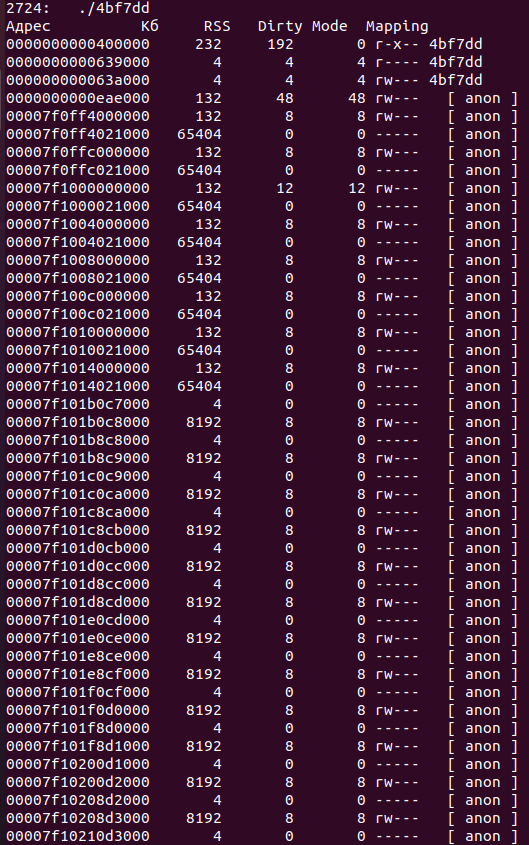 2724:   ./4bf7dd
Адрес           Кб     RSS   Dirty Mode  Mapping
0000000000400000     232     192       0 r-x-- 4bf7dd
0000000000639000       4       4       4 r---- 4bf7dd
000000000063a000       4       4       4 rw--- 4bf7dd
0000000000eae000     132      48      48 rw---   [ anon ]
00007f0ff4000000     132       8       8 rw---   [ anon ]
00007f0ff4021000   65404       0       0 -----   [ anon ]
00007f0ffc000000     132       8       8 rw---   [ anon ]
00007f0ffc021000   65404       0       0 -----   [ anon ]
00007f1000000000     132      12      12 rw---   [ anon ]
00007f1000021000   65404       0       0 -----   [ anon ]
00007f1004000000     132       8       8 rw---   [ anon ]
00007f1004021000   65404       0       0 -----   [ anon ]
00007f1008000000     132       8       8 rw---   [ anon ]
00007f1008021000   65404       0       0 -----   [ anon ]
00007f100c000000     132       8       8 rw---   [ anon ]
00007f100c021000   65404       0       0 -----   [ anon ]
00007f1010000000     132       8       8 rw---   [ anon ]
00007f1010021000   65404       0       0 -----   [ anon ]
00007f1014000000     132       8       8 rw---   [ anon ]
00007f1014021000   65404       0       0 -----   [ anon ]
00007f101b0c7000       4       0       0 -----   [ anon ]
00007f101b0c8000    8192       8       8 rw---   [ anon ]
00007f101b8c8000       4       0       0 -----   [ anon ]
00007f101b8c9000    8192       8       8 rw---   [ anon ]
00007f101c0c9000       4       0       0 -----   [ anon ]
00007f101c0ca000    8192       8       8 rw---   [ anon ]
00007f101c8ca000       4       0       0 -----   [ anon ]
00007f101c8cb000    8192       8       8 rw---   [ anon ]
00007f101d0cb000       4       0       0 -----   [ anon ]
00007f101d0cc000    8192       8       8 rw---   [ anon ]
00007f101d8cc000       4       0       0 -----   [ anon ]
00007f101d8cd000    8192       8       8 rw---   [ anon ]
00007f101e0cd000       4       0       0 -----   [ anon ]
00007f101e0ce000    8192       8       8 rw---   [ anon ]
00007f101e8ce000       4       0       0 -----   [ anon ]
00007f101e8cf000    8192       8       8 rw---   [ anon ]
00007f101f0cf000       4       0       0 -----   [ anon ]
00007f101f0d0000    8192       8       8 rw---   [ anon ]
00007f101f8d0000       4       0       0 -----   [ anon ]
00007f101f8d1000    8192       8       8 rw---   [ anon ]
00007f10200d1000       4       0       0 -----   [ anon ]
00007f10200d2000    8192       8       8 rw---   [ anon ]
00007f10208d2000       4       0       0 -----   [ anon ]
00007f10208d3000    8192       8       8 rw---   [ anon ]
00007f10210d3000       4       0       0 -----   [ anon ]